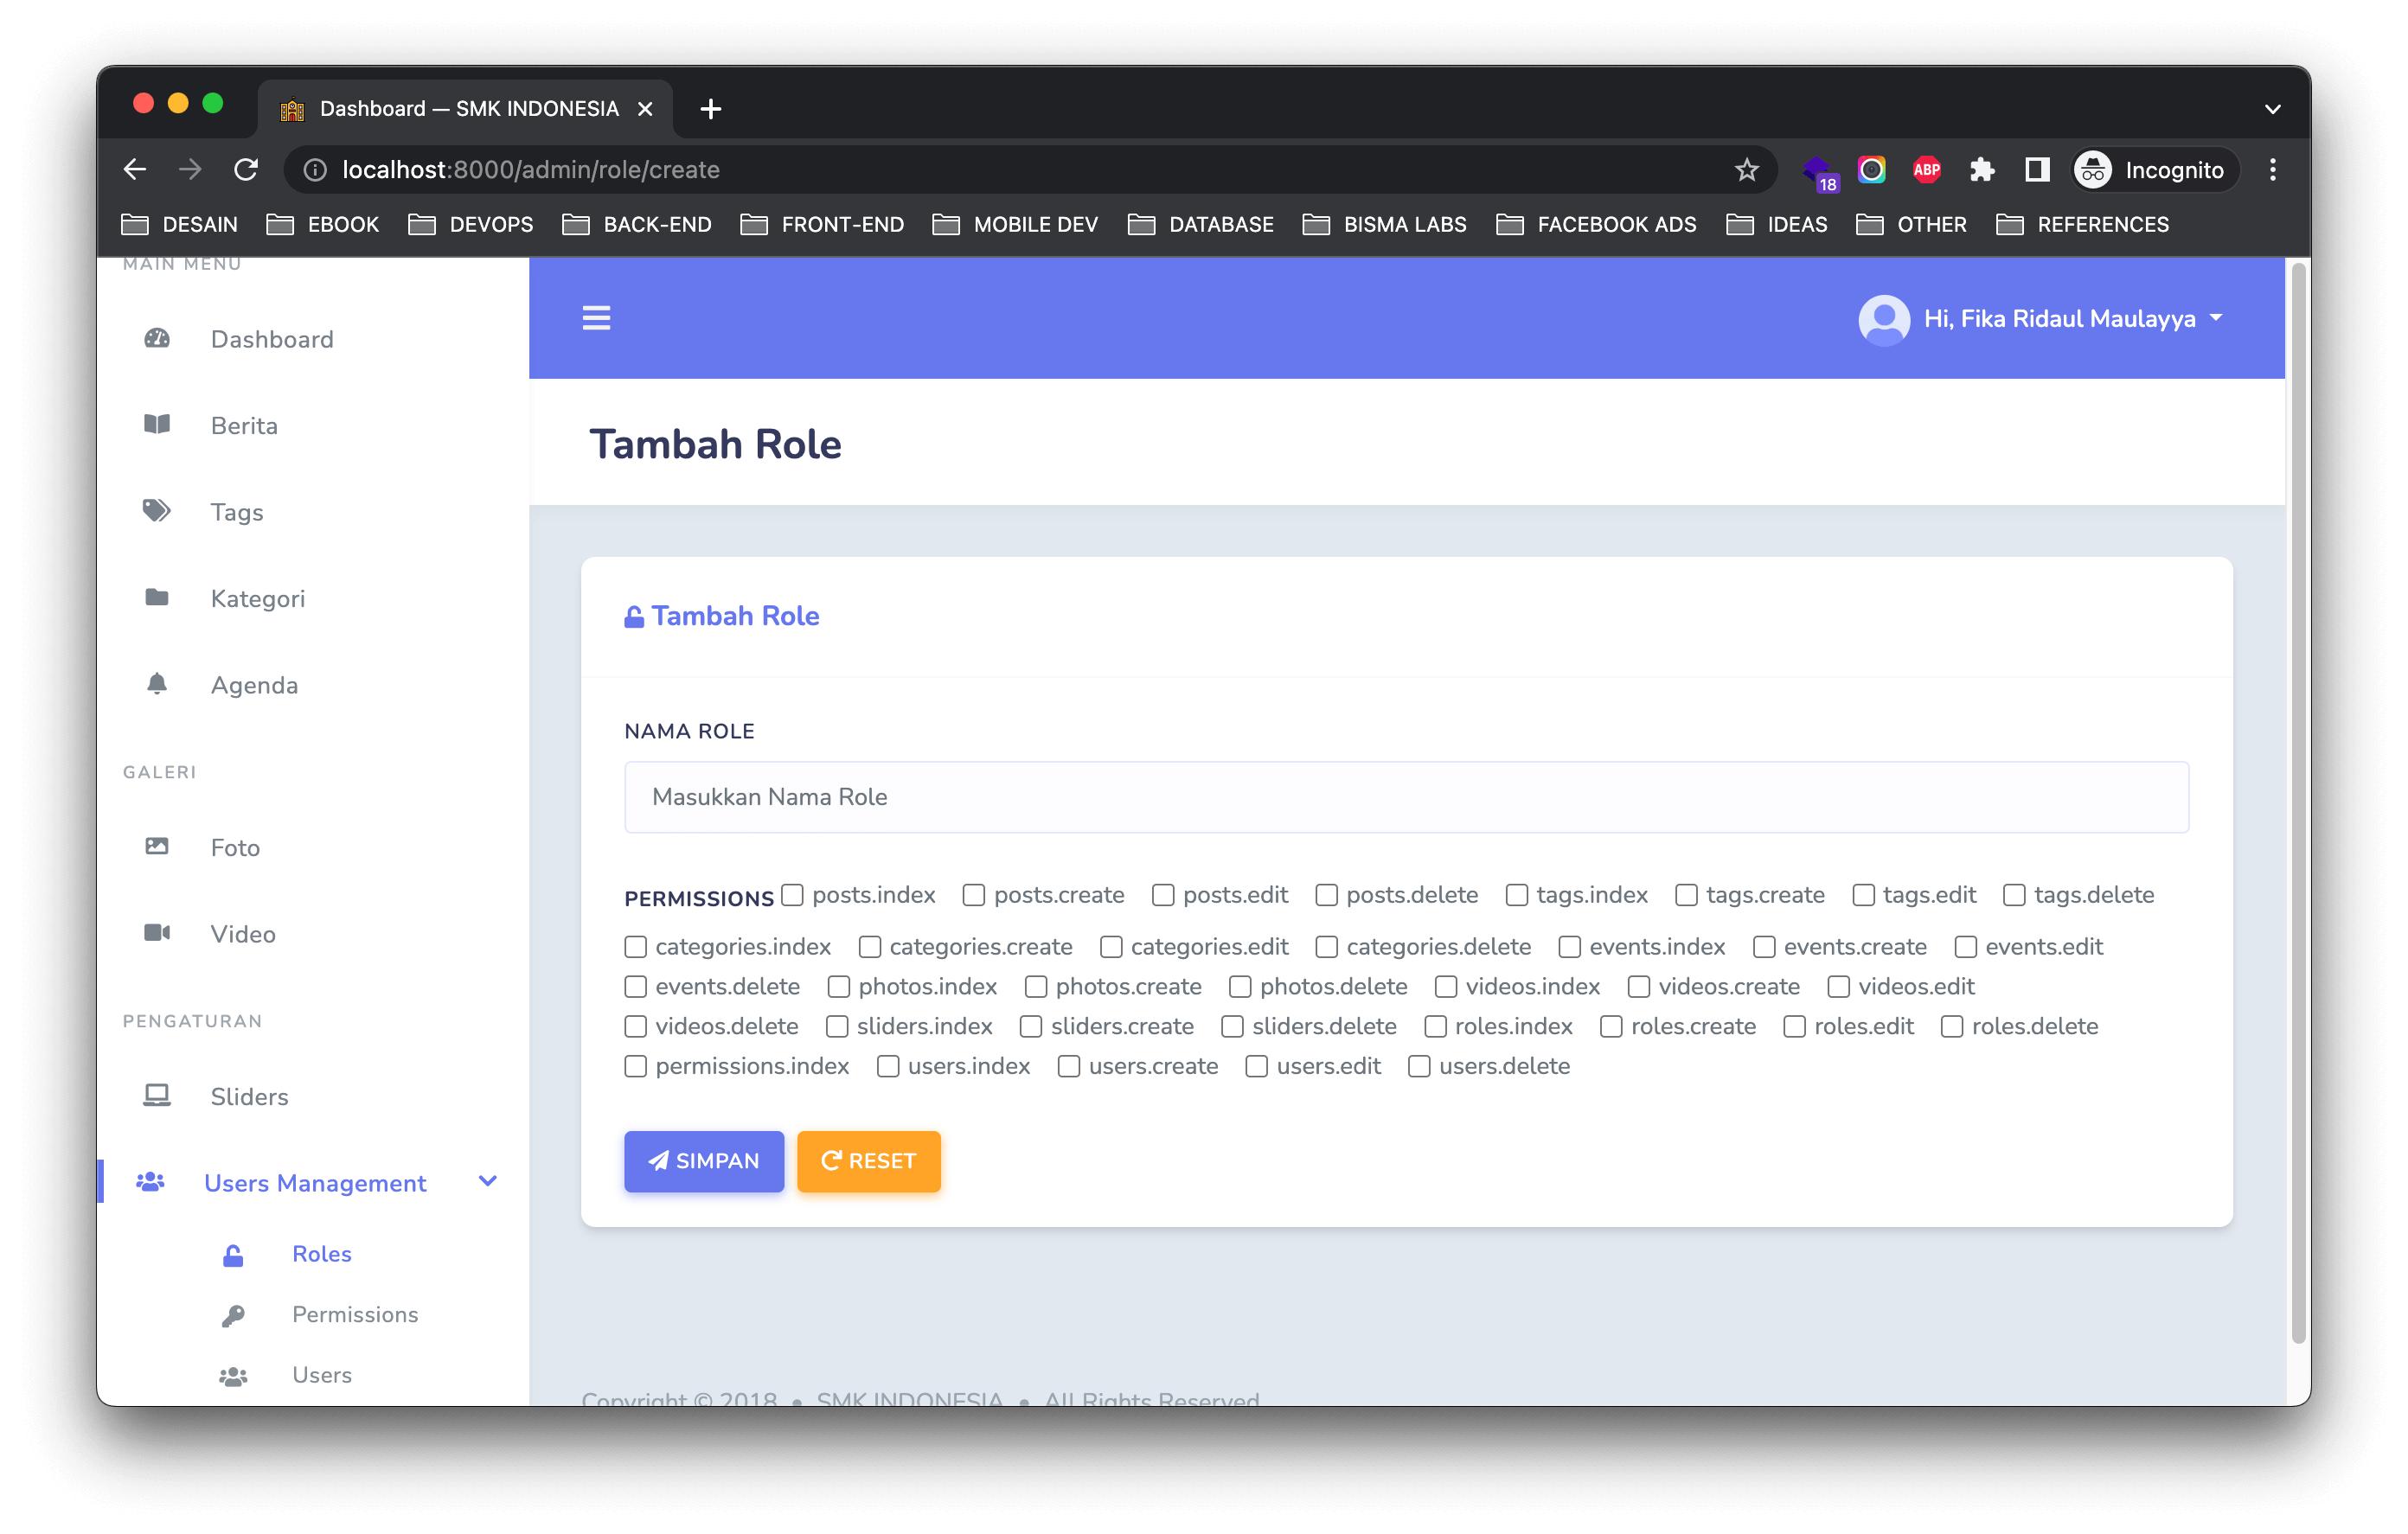 Dashboard — SMK INDONESIA
localhost:8000/admin/role/create
18
ABP
Incognito
DESAIN EBOOK DEVOPS BACK-END FRONT-END MOBILE DEV DATABASE BISMA LABS FACEBOOK ADS IDEAS OTHER REFERENCES
MAIN MENU
Dashboard
Berita
Tags
Kategori
Agenda
GALERI
Foto
Video
PENGATURAN
Sliders
Users Management
Roles
Permissions
Users
Hi, Fika Ridaul Maulayya
Tambah Role
Tambah Role
NAMA ROLE
Masukkan Nama Role
PERMISSIONS posts.index posts.create posts.edit posts.delete tags.index tags.create tags.edit tags.delete
categories.index categories.create categories.edit categories.delete events.index events.create events.edit
events.delete photos.index photos.create photos.delete videos.index videos.create videos.edit
videos.delete sliders.index sliders.create sliders.delete roles.index roles.create roles.edit roles.delete
permissions.index users.index users.create users.edit users.delete
SIMPAN RESET
Copyright © 2018 • SMK INDONESIA • All Rights Reserved